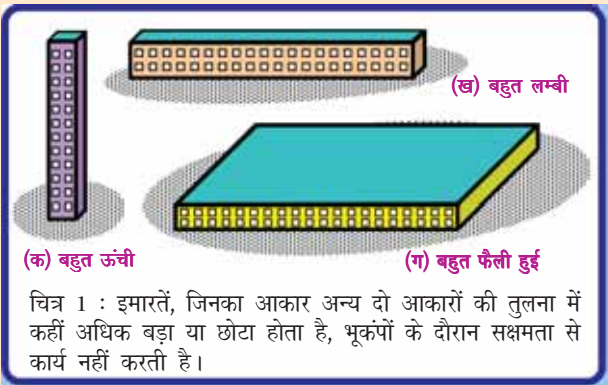 (ख) बहुत लम्बी
(क) बहुत ऊंची
(ग) बहुत फैली हुई
चित्र 1 : इमारतें, जिनका आकार अन्य दो आकारों की तुलना में
कहीं अधिक बड़ा या छोटा होता है, भूकंपों के दौरान सक्षमता से
कार्य नहीं करती है।